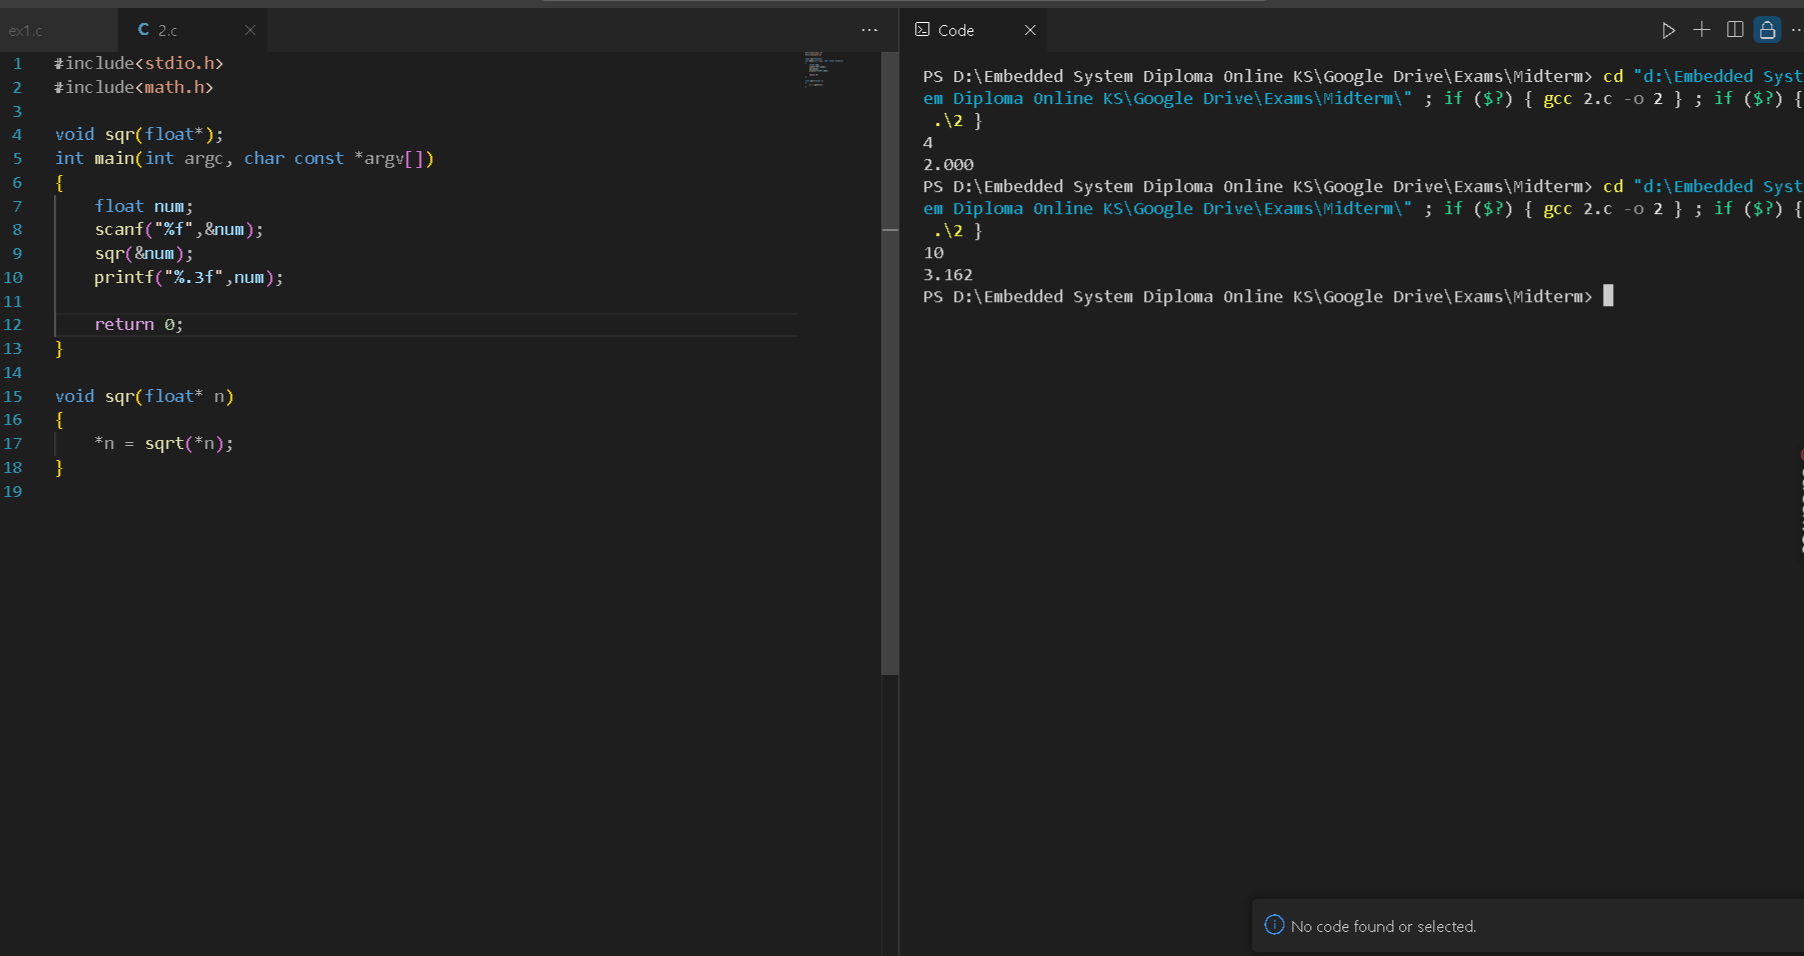 ex1.c
C 2.c
Code
1 #include<stdio.h>
2 #include<math.h>
3
4 void sqr(float*);
5 int main(int argc, char const *argv[])
6 {
7     float num;
8     scanf("%f",&num);
9     sqr(&num);
10     printf("%.3f",num);
11
12     return 0;
13 }
14
15 void sqr(float* n)
16 {
17     *n = sqrt(*n);
18 }
19
PS D:\Embedded System Diploma Online KS\Google Drive\Exams\Midterm> cd "d:\Embedded Syst
em Diploma Online KS\Google Drive\Exams\Midterm\" ; if ($?) { gcc 2.c -o 2 } ; if ($?) {
 .\2 }
4
2.000
PS D:\Embedded System Diploma Online KS\Google Drive\Exams\Midterm> cd "d:\Embedded Syst
em Diploma Online KS\Google Drive\Exams\Midterm\" ; if ($?) { gcc 2.c -o 2 } ; if ($?) {
 .\2 }
10
3.162
PS D:\Embedded System Diploma Online KS\Google Drive\Exams\Midterm>
No code found or selected.